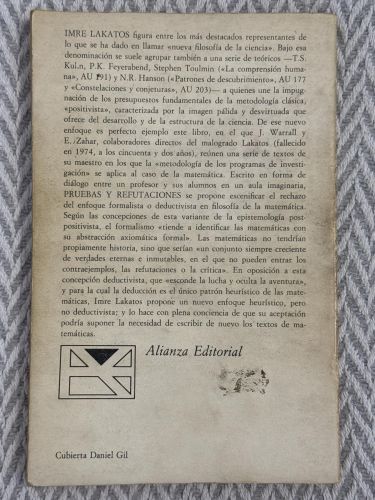 IMRE LAKATOS figura entre los más destacados representantes de
lo que se ha dado en llamar «nueva filosofía de la ciencia». Bajo esa
denominación se suele agrupar también a una serie de teóricos —T.S.
Kuhn, P.K. Feyerabend, Stephen Toulmin («La comprensión huma-
na», AU 191) y N.R. Hanson («Patrones de descubrimiento», AU 177
y «Constelaciones y conjeturas», AU 203)— a quienes une la impug-
nación de los presupuestos fundamentales de la metodología clásica,
«positivista», caracterizada por la imagen pálida y desvirtuada que
ofrece del desarrollo y de la estructura de la ciencia. De ese nuevo
enfoque es perfecto ejemplo este libro, en el que J. Warrall y
E. Zahar, colaboradores directos del malogrado Lakatos (fallecido
en 1974, a los cincuenta y dos años), reúnen una serie de textos de
su maestro en los que la «metodología de los programas de investi-
gación» se aplica al caso de la matemática. Escrito en forma de
diálogo entre un profesor y sus alumnos en un aula imaginaria,
PRUEBAS Y REFUTACIONES se propone escenificar el rechazo
del enfoque formalista o deductivista en filosofía de la matemática.
Según las concepciones de esta variante de la epistemología post-
positivista, el formalismo «tiende a identificar las matemáticas con
su abstracción axiomática formal». Las matemáticas no tendrían
propiamente historia, sino que serían «un conjunto siempre creciente
de verdades eternas e inmutables, en el que no pueden entrar los
contraejemplos, las refutaciones o la crítica». En oposición a esta
concepción deductivista, que «esconde la lucha y oculta la aventura»,
y para la cual la deducción es el único patrón heurístico de las mate-
máticas, Imre Lakatos propone un nuevo enfoque heurístico, pero
no deductivista; y lo hace con plena conciencia de que su aceptación
podría suponer la necesidad de escribir de nuevo los textos de ma-
temáticas.
Alianza Editorial
Cubierta Daniel Gil